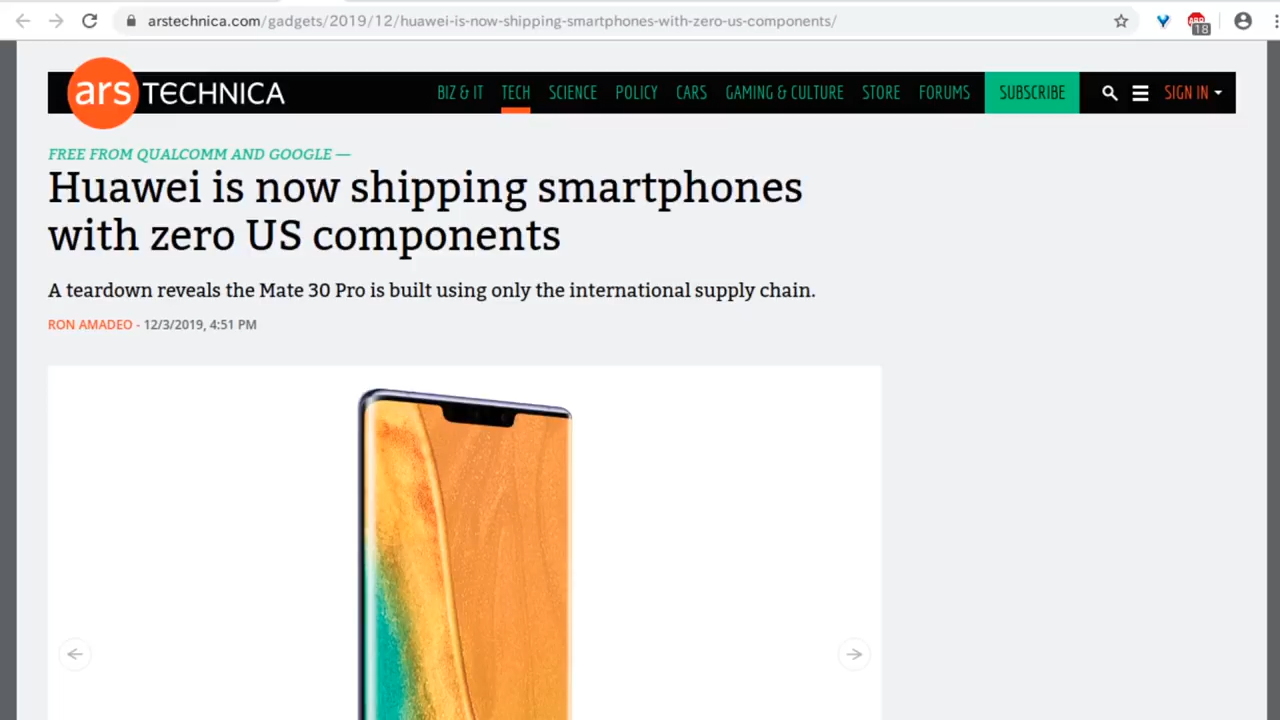 arstechnica.com/gadgets/2019/12/huawei-is-now-shipping-smartphones-with-zero-us-components/
18
ars TECHNICA
BIZ & IT TECH SCIENCE POLICY CARS GAMING & CULTURE STORE FORUMS SUBSCRIBE SIGN IN
FREE FROM QUALCOMM AND GOOGLE —
Huawei is now shipping smartphones
with zero US components
A teardown reveals the Mate 30 Pro is built using only the international supply chain.
RON AMADEO - 12/3/2019, 4:51 PM